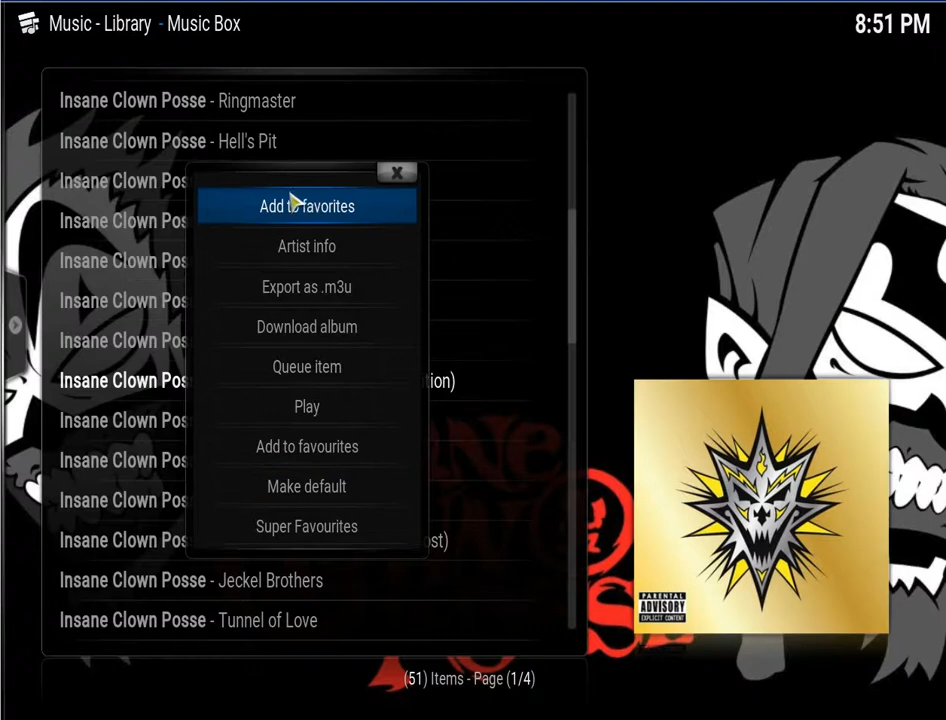 Music - Library - Music Box
8:51 PM
Insane Clown Posse - Ringmaster
Insane Clown Posse - Hell's Pit
Insane Clown Pos
Insane Clown Pos
Insane Clown Pos
Insane Clown Pos
Insane Clown Pos
Insane Clown Pos tion)
Insane Clown Pos
Insane Clown Pos
Insane Clown Pos
Insane Clown Pos ost)
Insane Clown Posse - Jeckel Brothers
Insane Clown Posse - Tunnel of Love
X
Add to favorites
Artist info
Export as .m3u
Download album
Queue item
Play
Add to favourites
Make default
Super Favourites
PARENTAL
ADVISORY
EXPLICIT CONTENT
(51) Items - Page (1/4)